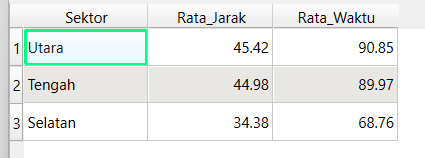 Sektor Rata_Jarak Rata_Waktu
1 Utara 45.42 90.85
2 Tengah 44.98 89.97
3 Selatan 34.38 68.76